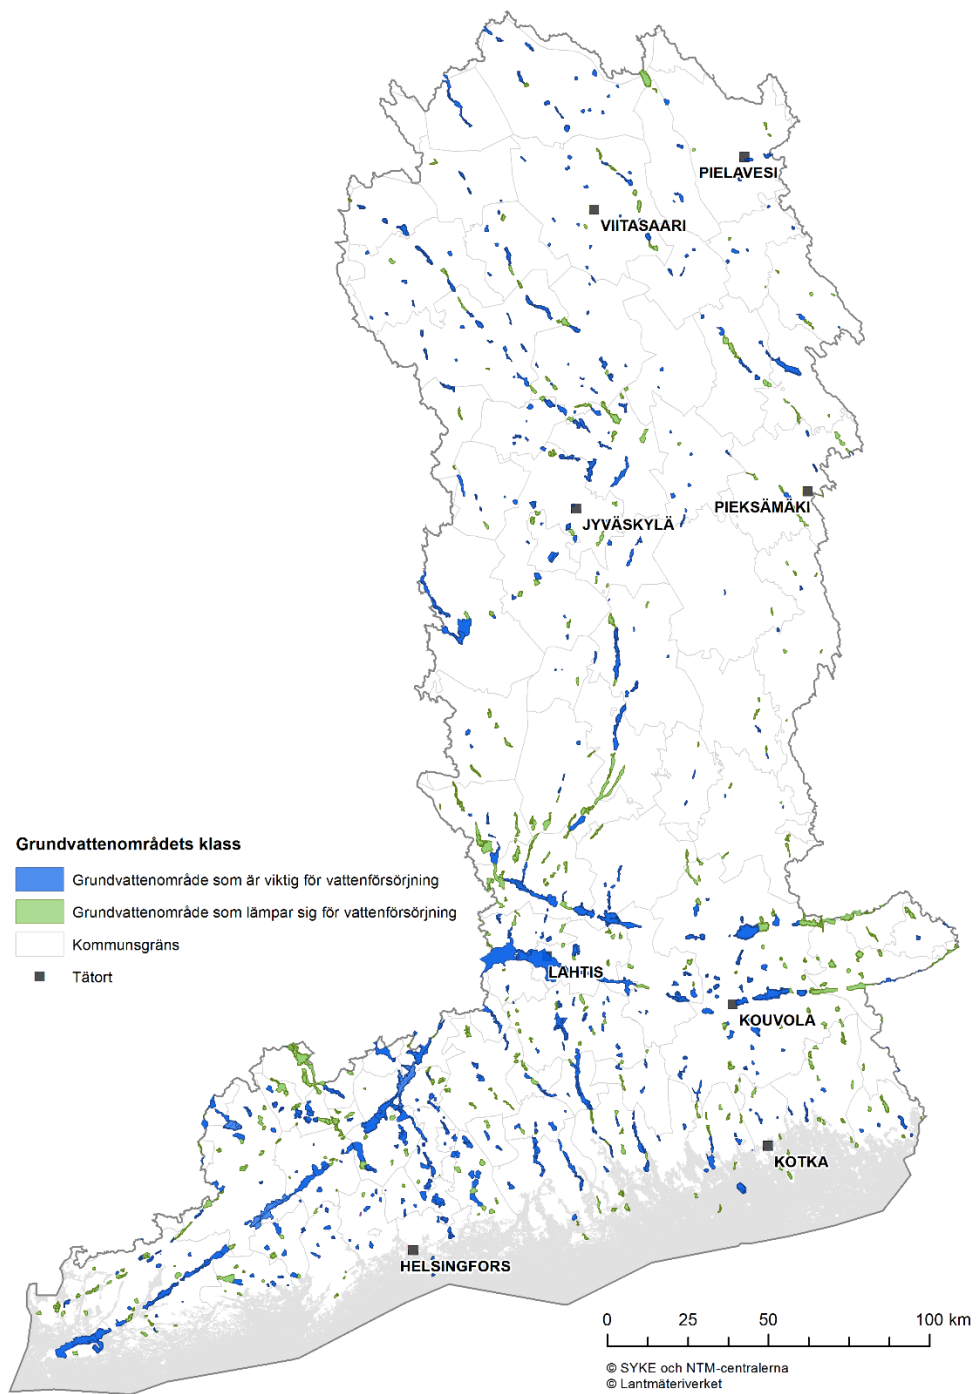 PIELAVESI
VIITASAARI
PIEKSÄMÄKI
JYVÄSKYLÄ
Grundvattenområdets klass
Grundvattenområde som är viktig för vattenförsörjning
Grundvattenområde som lämpar sig för vattenförsörjning
Kommunsgräns
Tätort
LAHTIS
KOUVOLA
KOTKA
HELSINGFORS
0 25 50 100 km
© SYKE och NTM-centralerna
© Lantmäteriverket